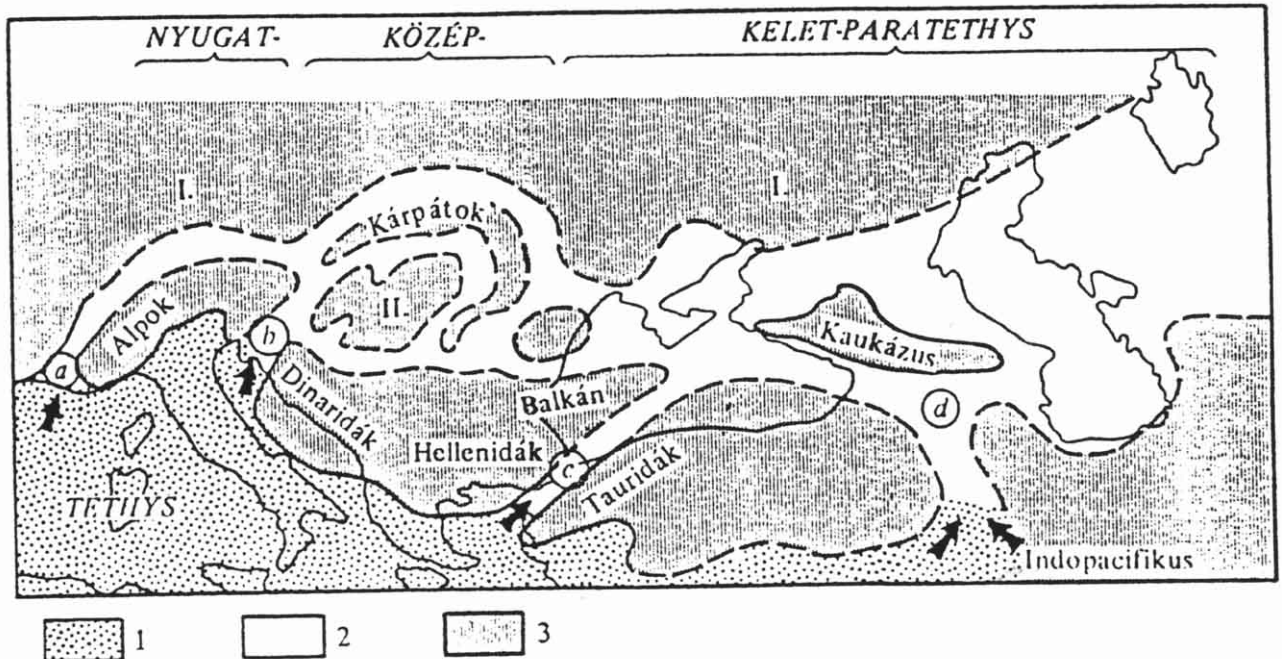 NYUGAT- KÖZÉP- KELET-PARATETHYS
I. I.
Kárpátok
Alpok
II.
Kaukázus
a
b
Dinaridák
Balkán
d
Hellenidák
c
Tauridák
TETHYS
Indopacifikus
1 2 3